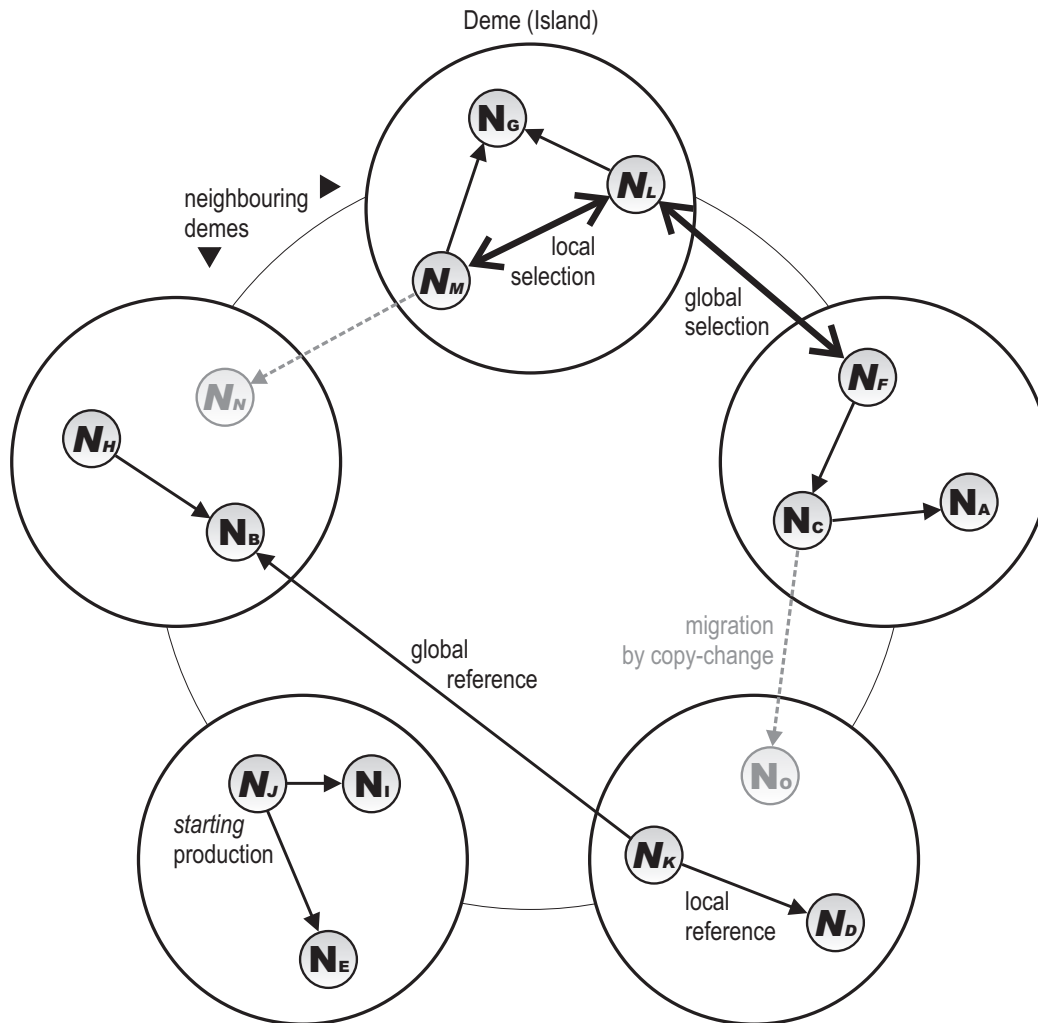 Deme (Island)
NG
NL
neighbouring
demes
local
selection
NM
global
selection
NF
NN
NH
NA
NC
NB
migration
by copy-change
global
reference
NO
NJ
NI
starting
production
NK
local
reference
ND
NE